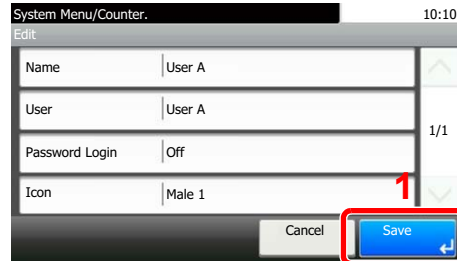 System Menu/Counter. 10:10
Edit
Name User A
User User A
1/1
Password Login Off
Icon Male 1
1
Cancel Save